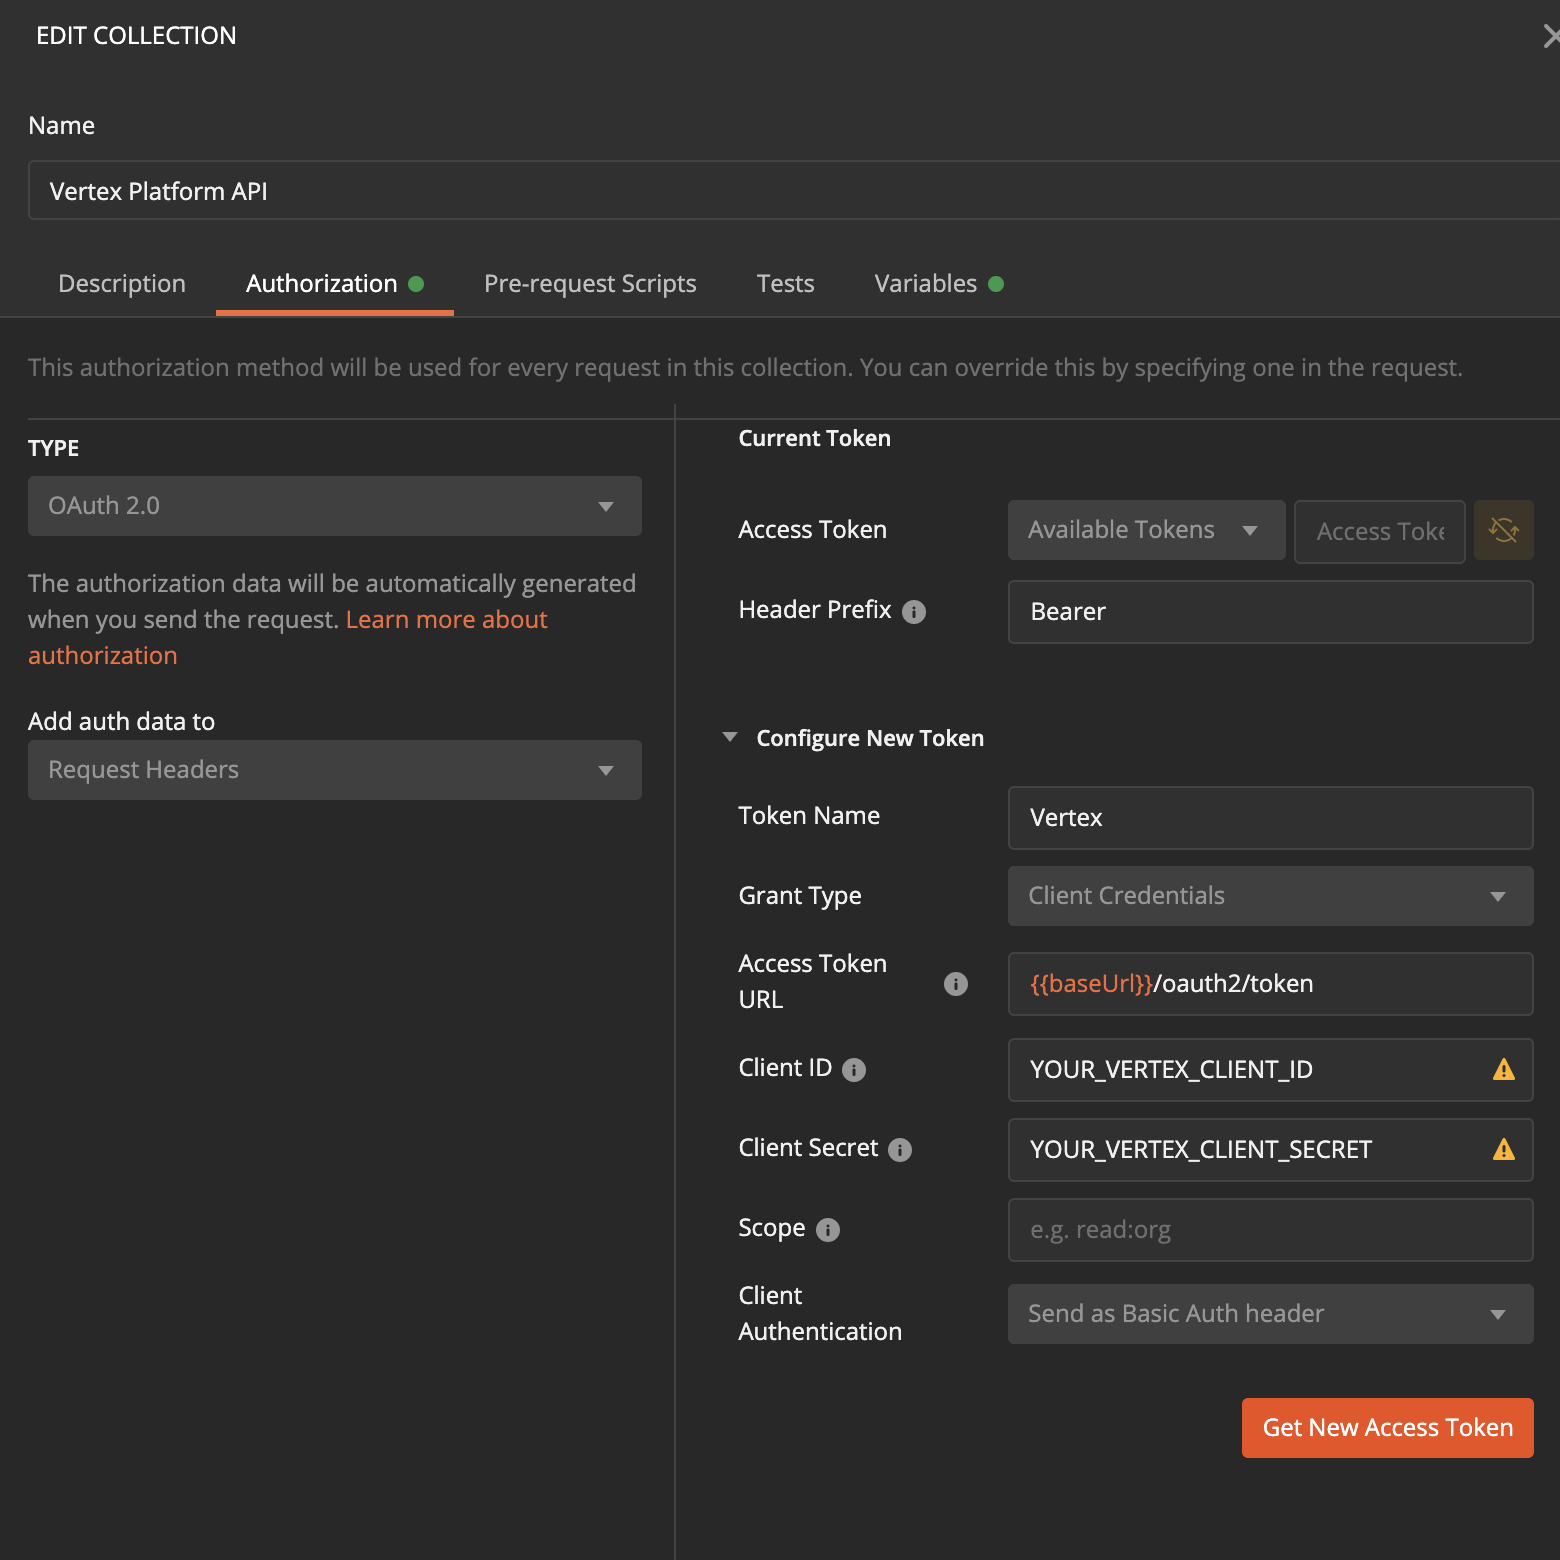 EDIT COLLECTION
Name
Vertex Platform API
Description Authorization Pre-request Scripts Tests Variables
This authorization method will be used for every request in this collection. You can override this by specifying one in the request.
TYPE
OAuth 2.0
The authorization data will be automatically generated
when you send the request. Learn more about
authorization
Add auth data to
Request Headers
Current Token
Access Token Available Tokens Access Toke
Header Prefix Bearer
Configure New Token
Token Name Vertex
Grant Type Client Credentials
Access Token
URL {{baseUrl}}/oauth2/token
Client ID YOUR_VERTEX_CLIENT_ID
Client Secret YOUR_VERTEX_CLIENT_SECRET
Scope e.g. read:org
Client
Authentication Send as Basic Auth header
Get New Access Token